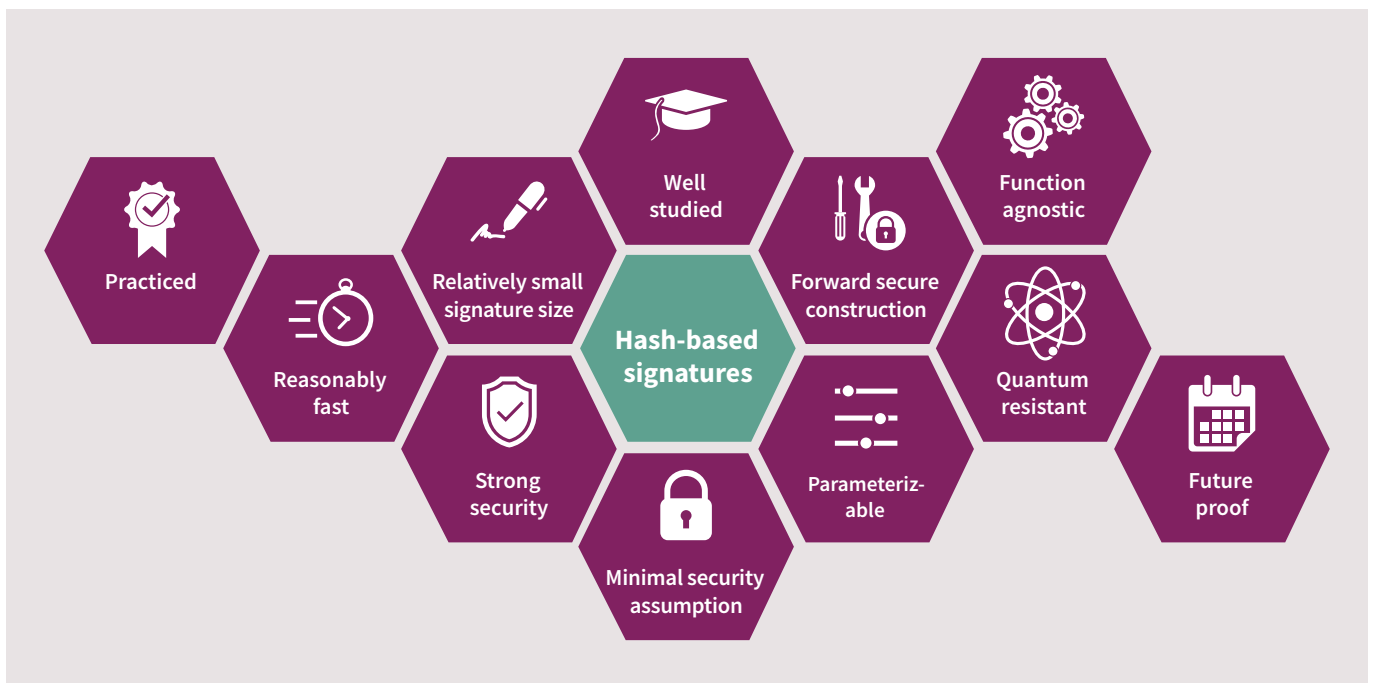 Well
studied
Function
agnostic
Practiced
Relatively small
signature size
Forward secure
construction
Hash-based
signatures
Reasonably
fast
Quantum
resistant
Strong
security
Parameteriz-
able
Future
proof
Minimal security
assumption